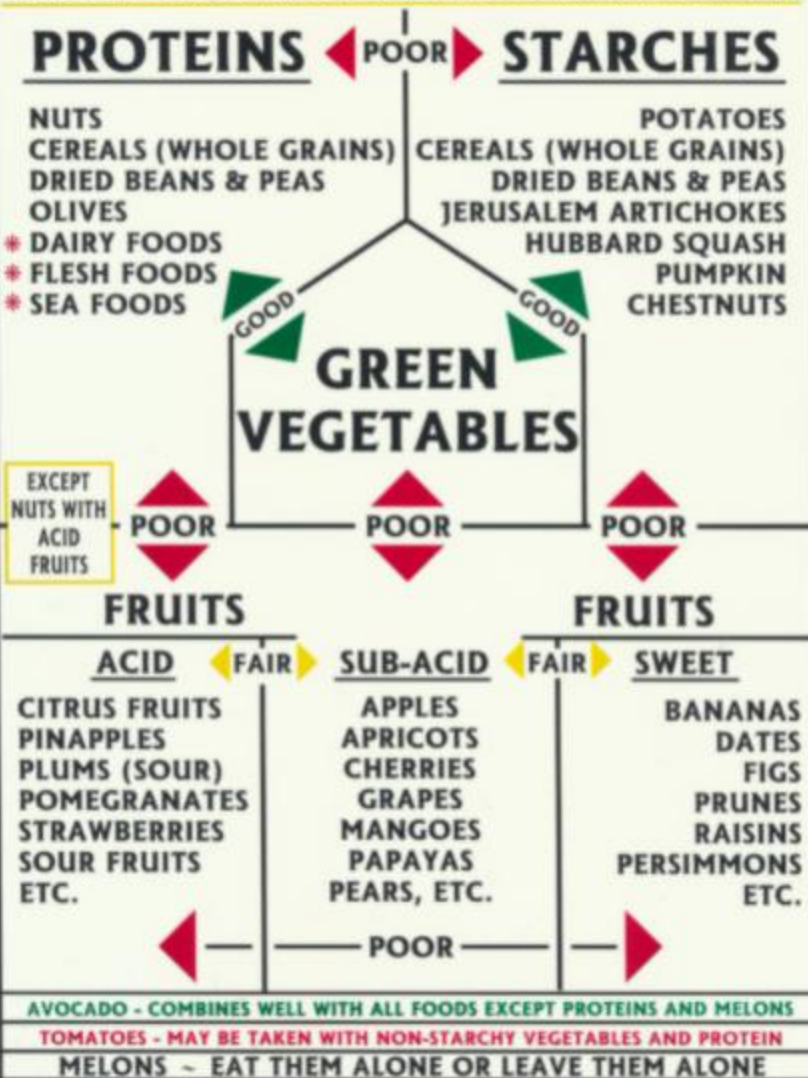 PROTEINS POOR STARCHES
NUTS
CEREALS (WHOLE GRAINS)
DRIED BEANS & PEAS
OLIVES
* DAIRY FOODS
* FLESH FOODS
* SEA FOODS
POTATOES
CEREALS (WHOLE GRAINS)
DRIED BEANS & PEAS
JERUSALEM ARTICHOKES
HUBBARD SQUASH
PUMPKIN
CHESTNUTS
GOOD
GOOD
GREEN
VEGETABLES
EXCEPT
NUTS WITH
ACID
FRUITS
POOR
POOR
POOR
FRUITS
FRUITS
ACID FAIR SUB-ACID FAIR SWEET
CITRUS FRUITS
PINAPPLES
PLUMS (SOUR)
POMEGRANATES
STRAWBERRIES
SOUR FRUITS
ETC.
APPLES
APRICOTS
CHERRIES
GRAPES
MANGOES
PAPAYAS
PEARS, ETC.
BANANAS
DATES
FIGS
PRUNES
RAISINS
PERSIMMONS
ETC.
POOR
AVOCADO - COMBINES WELL WITH ALL FOODS EXCEPT PROTEINS AND MELONS
TOMATOES - MAY BE TAKEN WITH NON-STARCHY VEGETABLES AND PROTEIN
MELONS ~ EAT THEM ALONE OR LEAVE THEM ALONE